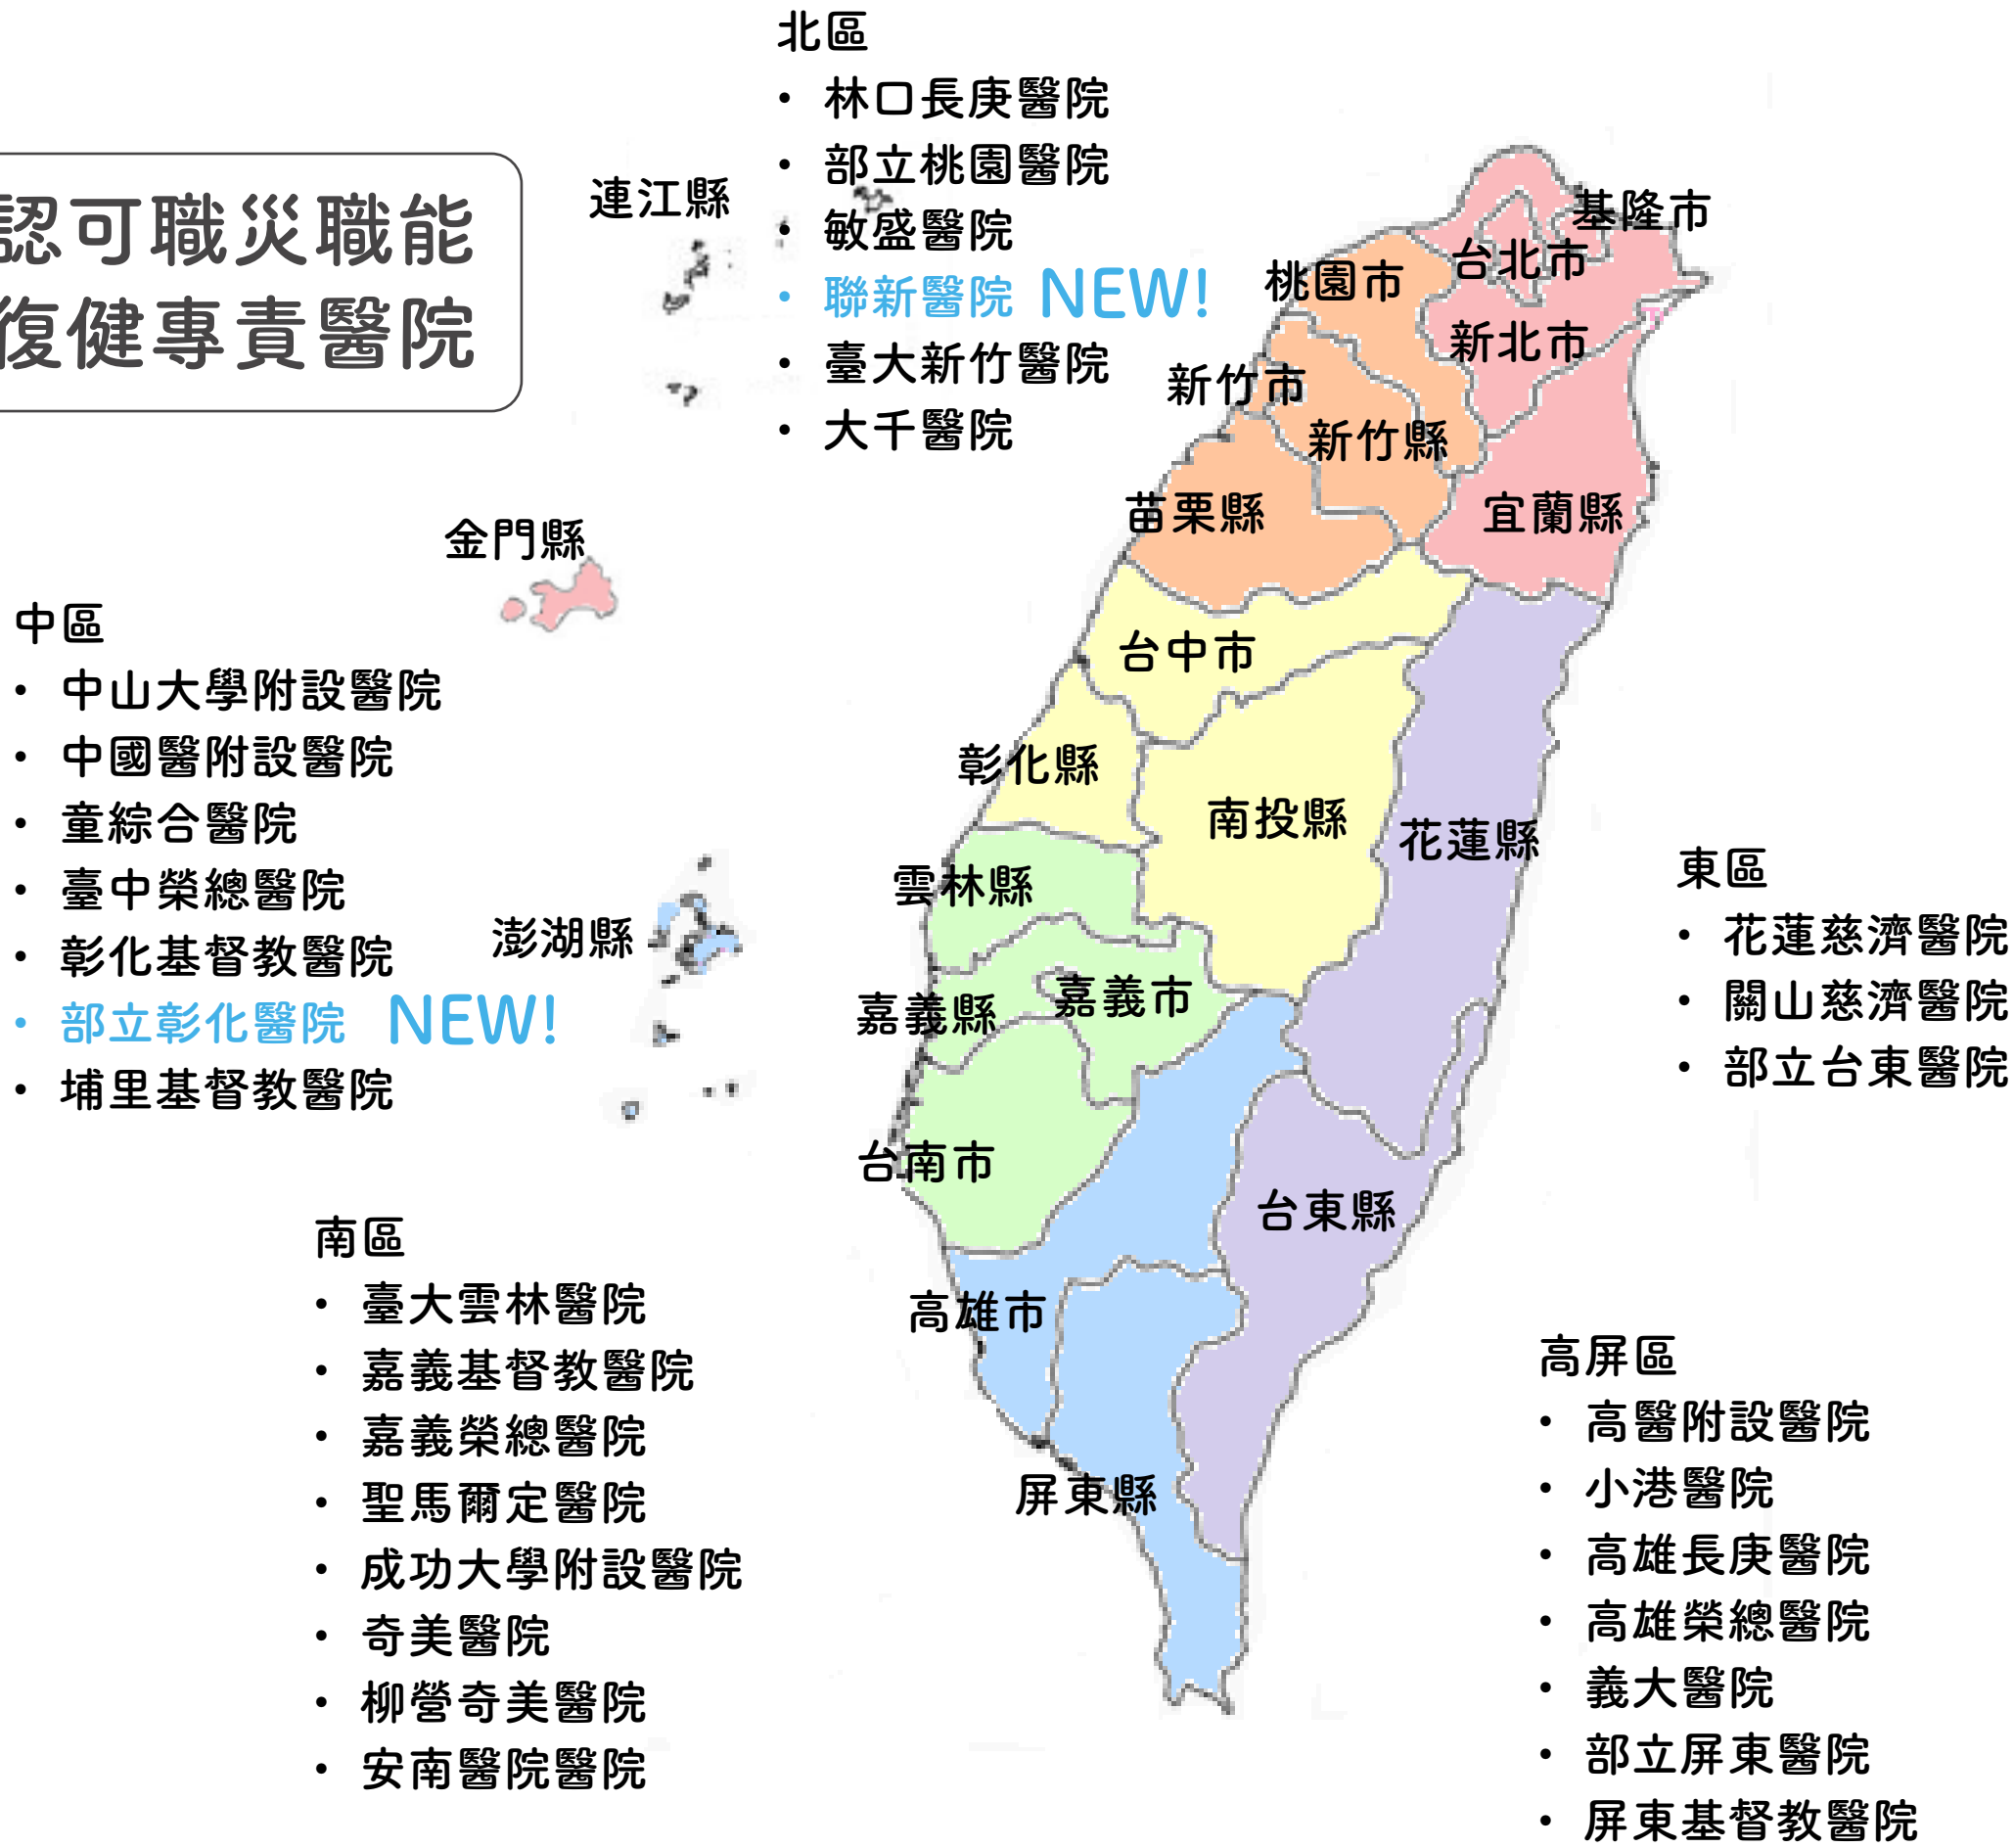 認可職災職能
復健專責醫院
北區
• 林口長庚醫院
• 部立桃園醫院
• 敏盛醫院
• 聯新醫院 NEW!
• 臺大新竹醫院
• 大千醫院
連江縣
金門縣
澎湖縣
基隆市
台北市
桃園市
新北市
新竹市
新竹縣
苗栗縣
宜蘭縣
台中市
彰化縣
南投縣
花蓮縣
雲林縣
嘉義縣
嘉義市
台南市
台東縣
高雄市
屏東縣
中區
• 中山大學附設醫院
• 中國醫附設醫院
• 童綜合醫院
• 臺中榮總醫院
• 彰化基督教醫院
• 部立彰化醫院 NEW!
• 埔里基督教醫院
東區
• 花蓮慈濟醫院
• 關山慈濟醫院
• 部立台東醫院
南區
• 臺大雲林醫院
• 嘉義基督教醫院
• 嘉義榮總醫院
• 聖馬爾定醫院
• 成功大學附設醫院
• 奇美醫院
• 柳營奇美醫院
• 安南醫院醫院
高屏區
• 高醫附設醫院
• 小港醫院
• 高雄長庚醫院
• 高雄榮總醫院
• 義大醫院
• 部立屏東醫院
• 屏東基督教醫院